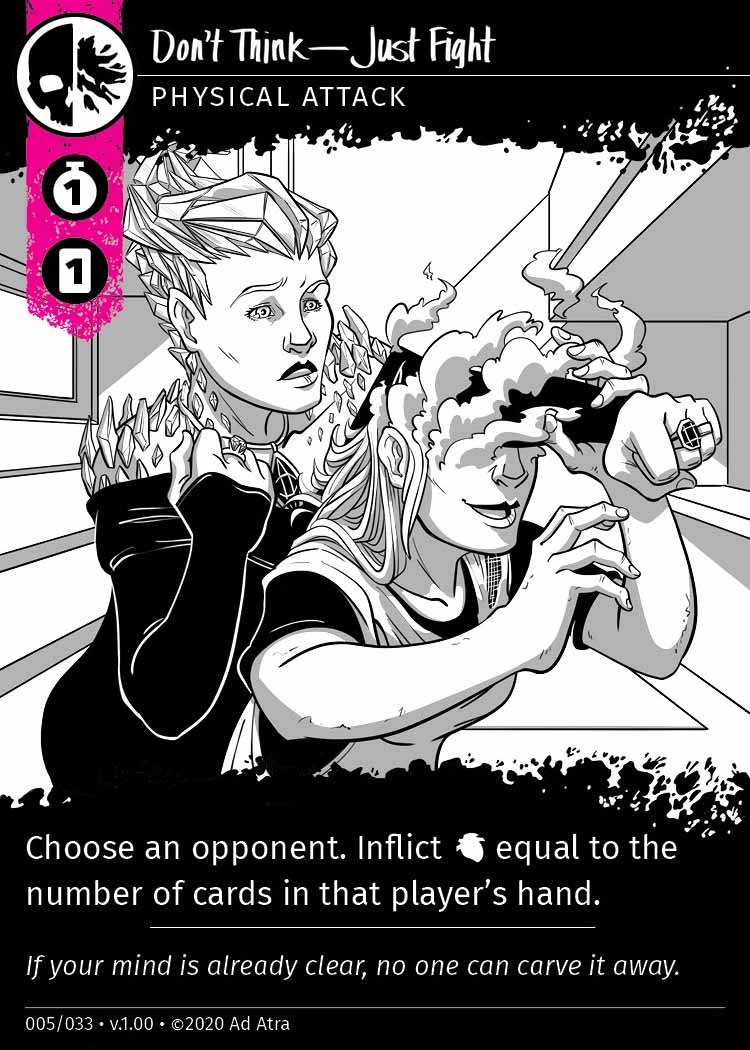 Don't Think—Just Fight
PHYSICAL ATTACK
1
1
Choose an opponent. Inflict equal to the
number of cards in that player's hand.
If your mind is already clear, no one can carve it away.
005/033 • v.1.00 • ©2020 Ad Atra